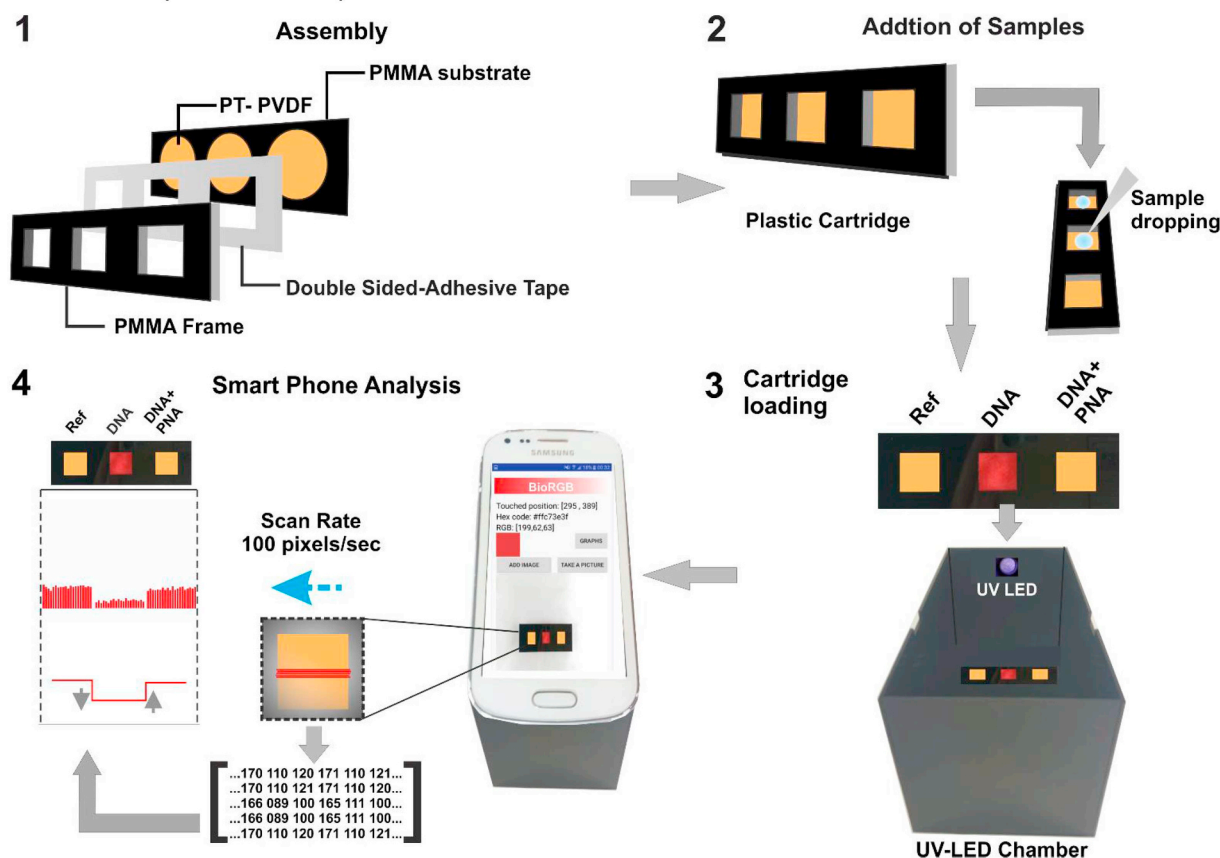 1
Assembly
PMMA substrate
PT- PVDF
Double Sided-Adhesive Tape
PMMA Frame
2
Addtion of Samples
Plastic Cartridge
Sample
dropping
3
Cartridge
loading
Ref
DNA
DNA+
PNA
UV LED
UV-LED Chamber
4
Smart Phone Analysis
Ref
DNA
DNA+
PNA
Scan Rate
100 pixels/sec
SAMSUNG
BioRGB
Touched position: [295 , 389]
Hex code: #ffc73e3f
RGB: [199,62,63]
GRAPHS
ADD IMAGE
TAKE A PICTURE
...170 110 120 171 110 121...
...170 110 121 171 110 120...
...166 089 100 165 111 100...
...166 089 100 165 111 100...
...170 110 120 171 110 121...